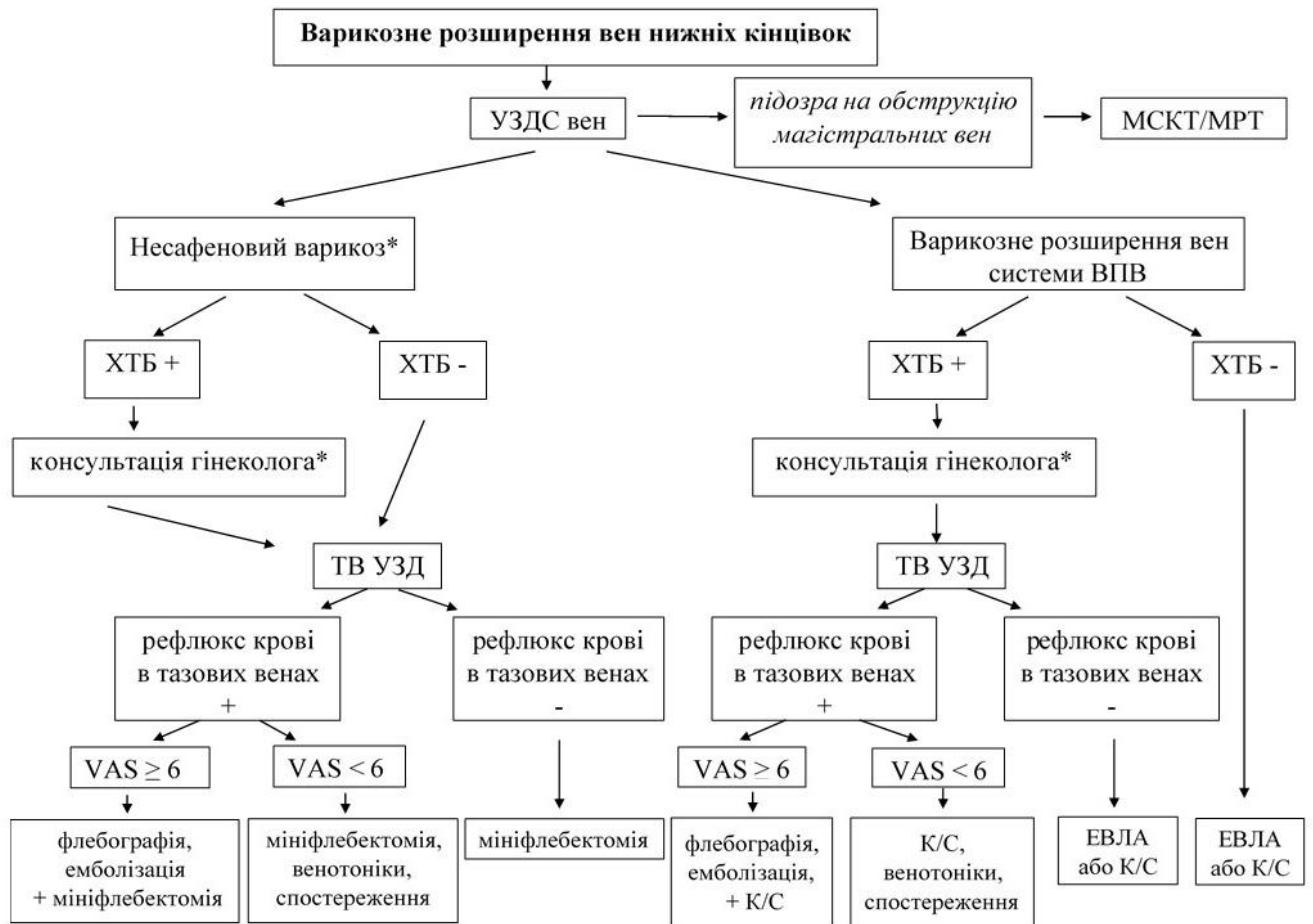 Варикозне розширення вен нижніх кінцівок
УЗДС вен
підозра на обструкцію
магістральних вен
МСКТ/МРТ
Несафеновий варикоз*
Варикозне розширення вен
системи ВПВ
ХТБ +
ХТБ -
ХТБ +
ХТБ -
консультація гінеколога*
консультація гінеколога*
ТВ УЗД
ТВ УЗД
рефлюкс крові
в тазових венах
+
рефлюкс крові
в тазових венах
-
рефлюкс крові
в тазових венах
+
рефлюкс крові
в тазових венах
-
VAS ≥ 6
VAS < 6
VAS ≥ 6
VAS < 6
флебографія,
емболізація
+ мініфлебектомія
мініфлебектомія,
венотоніки,
спостереження
мініфлебектомія
флебографія,
емболізація,
+ К/С
К/С,
венотоніки,
спостереження
ЕВЛА
або К/С
ЕВЛА
або К/С